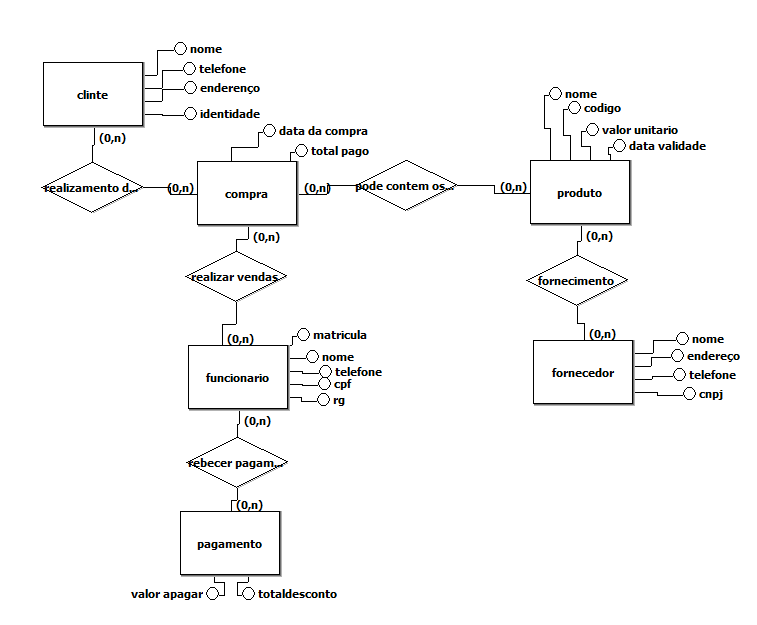 nome
telefone
endereço
identidade
clinte
(0,n)
realizamento d...
(0,n)
data da compra
total pago
compra
(0,n)
pode contem os...
(0,n)
nome
codigo
valor unitario
data validade
produto
(0,n)
realizar vendas
(0,n)
(0,n)
fornecimento
(0,n)
matricula
nome
telefone
cpf
rg
funcionario
nome
endereço
telefone
cnpj
fornecedor
(0,n)
rebecer pagam...
(0,n)
pagamento
valor apagar
totaldesconto